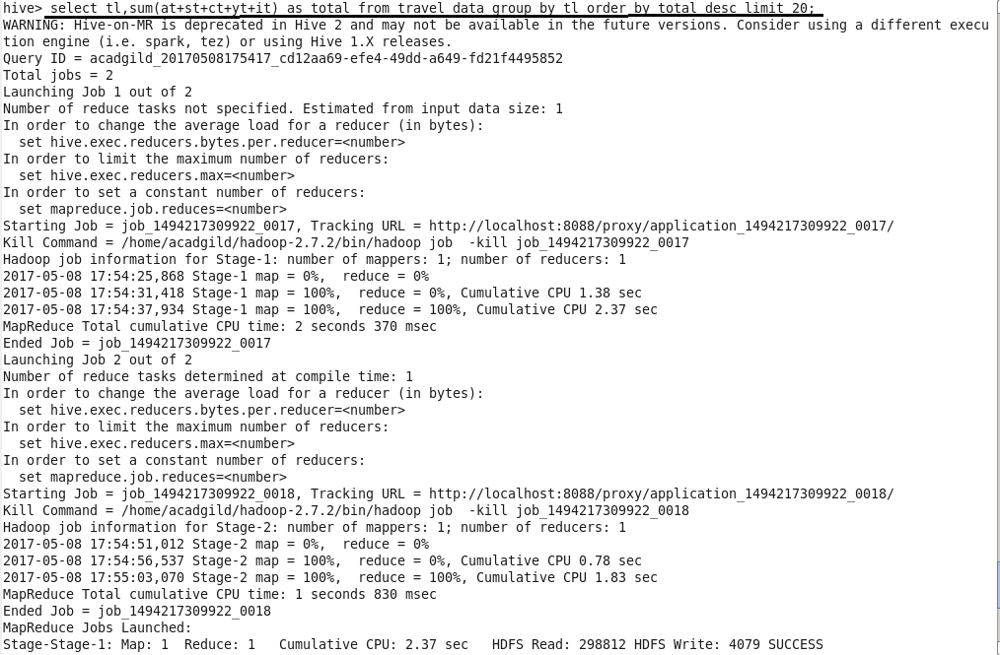 hive> select tl,sum(at+st+ct+yt+it) as total from travel_data group by tl order by total desc limit 20;
WARNING: Hive-on-MR is deprecated in Hive 2 and may not be available in the future versions. Consider using a different execu
tion engine (i.e. spark, tez) or using Hive 1.X releases.
Query ID = acadgild_20170508175417_cd12aa69-efe4-49dd-a649-fd21f4495852
Total jobs = 2
Launching Job 1 out of 2
Number of reduce tasks not specified. Estimated from input data size: 1
In order to change the average load for a reducer (in bytes):
  set hive.exec.reducers.bytes.per.reducer=<number>
In order to limit the maximum number of reducers:
  set hive.exec.reducers.max=<number>
In order to set a constant number of reducers:
  set mapreduce.job.reduces=<number>
Starting Job = job_1494217309922_0017, Tracking URL = http://localhost:8088/proxy/application_1494217309922_0017/
Kill Command = /home/acadgild/hadoop-2.7.2/bin/hadoop job  -kill job_1494217309922_0017
Hadoop job information for Stage-1: number of mappers: 1; number of reducers: 1
2017-05-08 17:54:25,868 Stage-1 map = 0%,  reduce = 0%
2017-05-08 17:54:31,418 Stage-1 map = 100%,  reduce = 0%, Cumulative CPU 1.38 sec
2017-05-08 17:54:37,934 Stage-1 map = 100%,  reduce = 100%, Cumulative CPU 2.37 sec
MapReduce Total cumulative CPU time: 2 seconds 370 msec
Ended Job = job_1494217309922_0017
Launching Job 2 out of 2
Number of reduce tasks determined at compile time: 1
In order to change the average load for a reducer (in bytes):
  set hive.exec.reducers.bytes.per.reducer=<number>
In order to limit the maximum number of reducers:
  set hive.exec.reducers.max=<number>
In order to set a constant number of reducers:
  set mapreduce.job.reduces=<number>
Starting Job = job_1494217309922_0018, Tracking URL = http://localhost:8088/proxy/application_1494217309922_0018/
Kill Command = /home/acadgild/hadoop-2.7.2/bin/hadoop job  -kill job_1494217309922_0018
Hadoop job information for Stage-2: number of mappers: 1; number of reducers: 1
2017-05-08 17:54:51,012 Stage-2 map = 0%,  reduce = 0%
2017-05-08 17:54:56,537 Stage-2 map = 100%,  reduce = 0%, Cumulative CPU 0.78 sec
2017-05-08 17:55:03,070 Stage-2 map = 100%,  reduce = 100%, Cumulative CPU 1.83 sec
MapReduce Total cumulative CPU time: 1 seconds 830 msec
Ended Job = job_1494217309922_0018
MapReduce Jobs Launched:
Stage-Stage-1: Map: 1  Reduce: 1   Cumulative CPU: 2.37 sec   HDFS Read: 298812 HDFS Write: 4079 SUCCESS